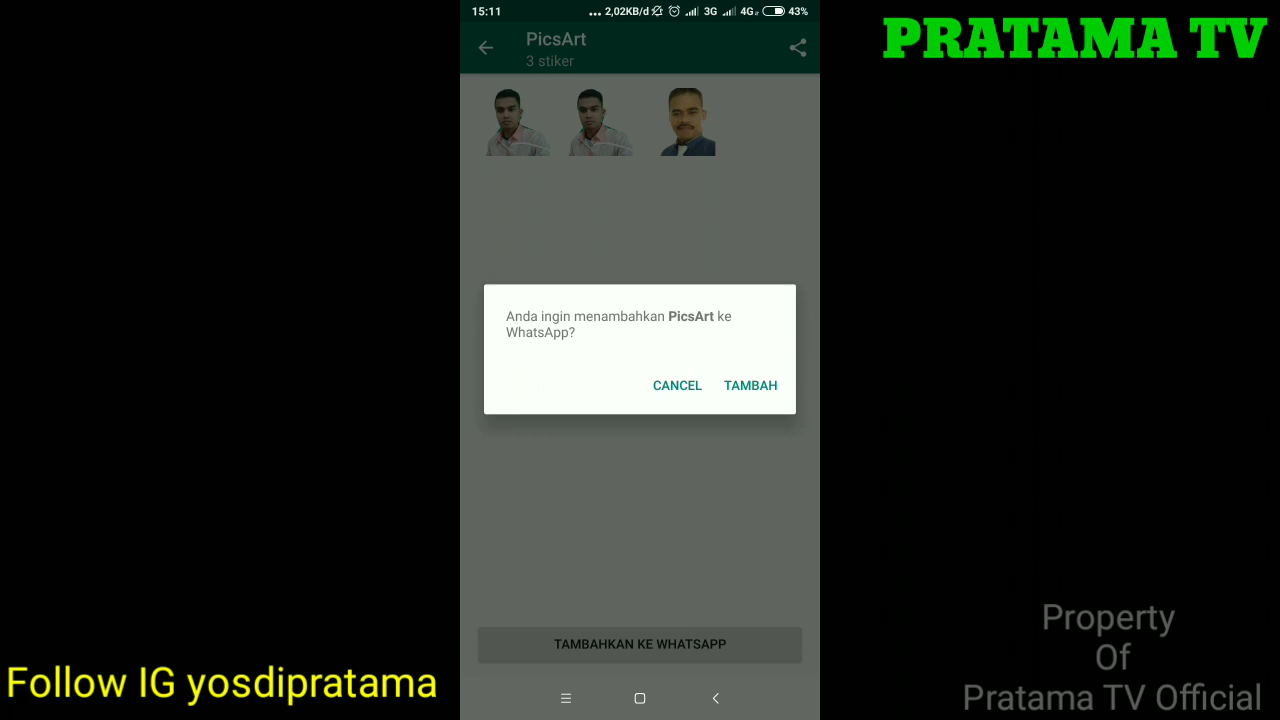 15:11
... 2,02KB/d
3G
4G
43%
PRATAMA TV
PicsArt
3 stiker
Anda ingin menambahkan PicsArt ke
WhatsApp?
CANCEL TAMBAH
TAMBAHKAN KE WHATSAPP
Follow IG yosdipratama
Property
Of
Pratama TV Official